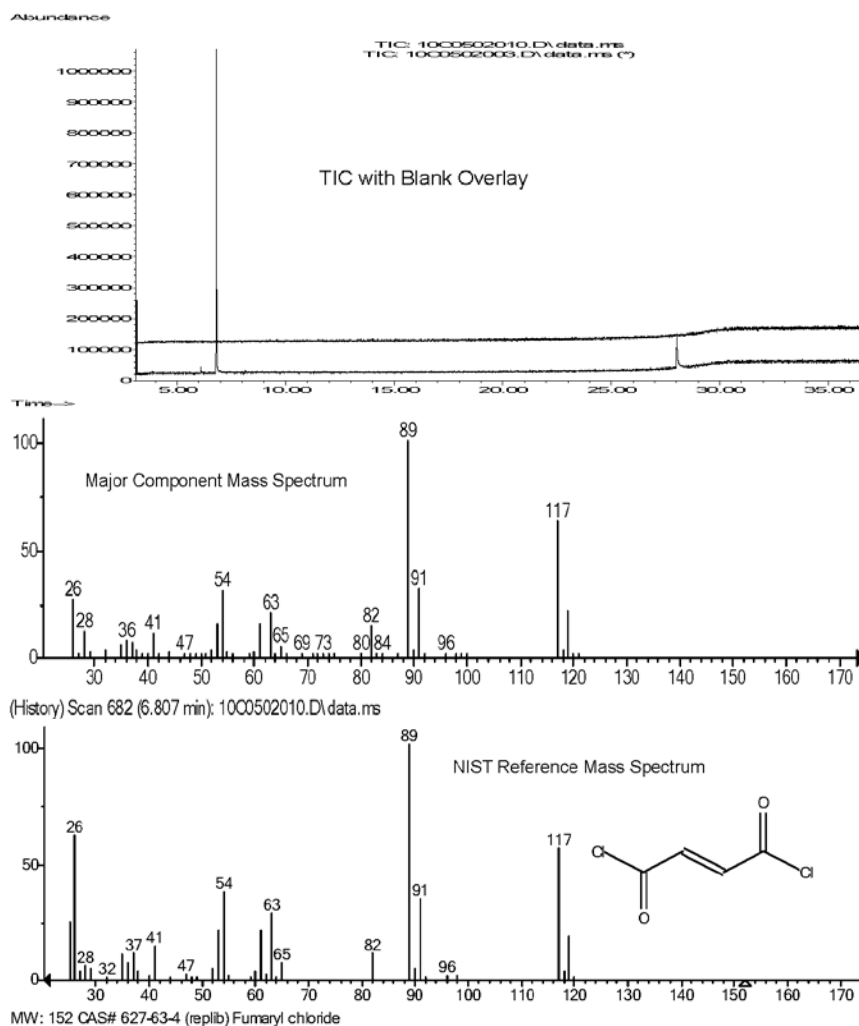 Abundance
TIC: 10C0502010.D\data.ms
TIC: 10C0502003.D\data.ms (*)
1000000
900000
800000
700000
600000
500000
400000
300000
200000
100000
0
TIC with Blank Overlay
5.00 10.00 15.00 20.00 25.00 30.00 35.00
Time-->
100
50
0
Major Component Mass Spectrum
26 28 36 41 47 54 63 65 69 73 80 82 84 89 91 96 117
30 40 50 60 70 80 90 100 110 120 130 140 150 160 170
(History) Scan 682 (6.807 min): 10C0502010.D\data.ms
100
50
0
NIST Reference Mass Spectrum
26 28 32 37 41 47 54 63 65 82 89 91 96 117
O
Cl
Cl
O
30 40 50 60 70 80 90 100 110 120 130 140 150 160 170
MW: 152 CAS# 627-63-4 (replib) Fumaryl chloride